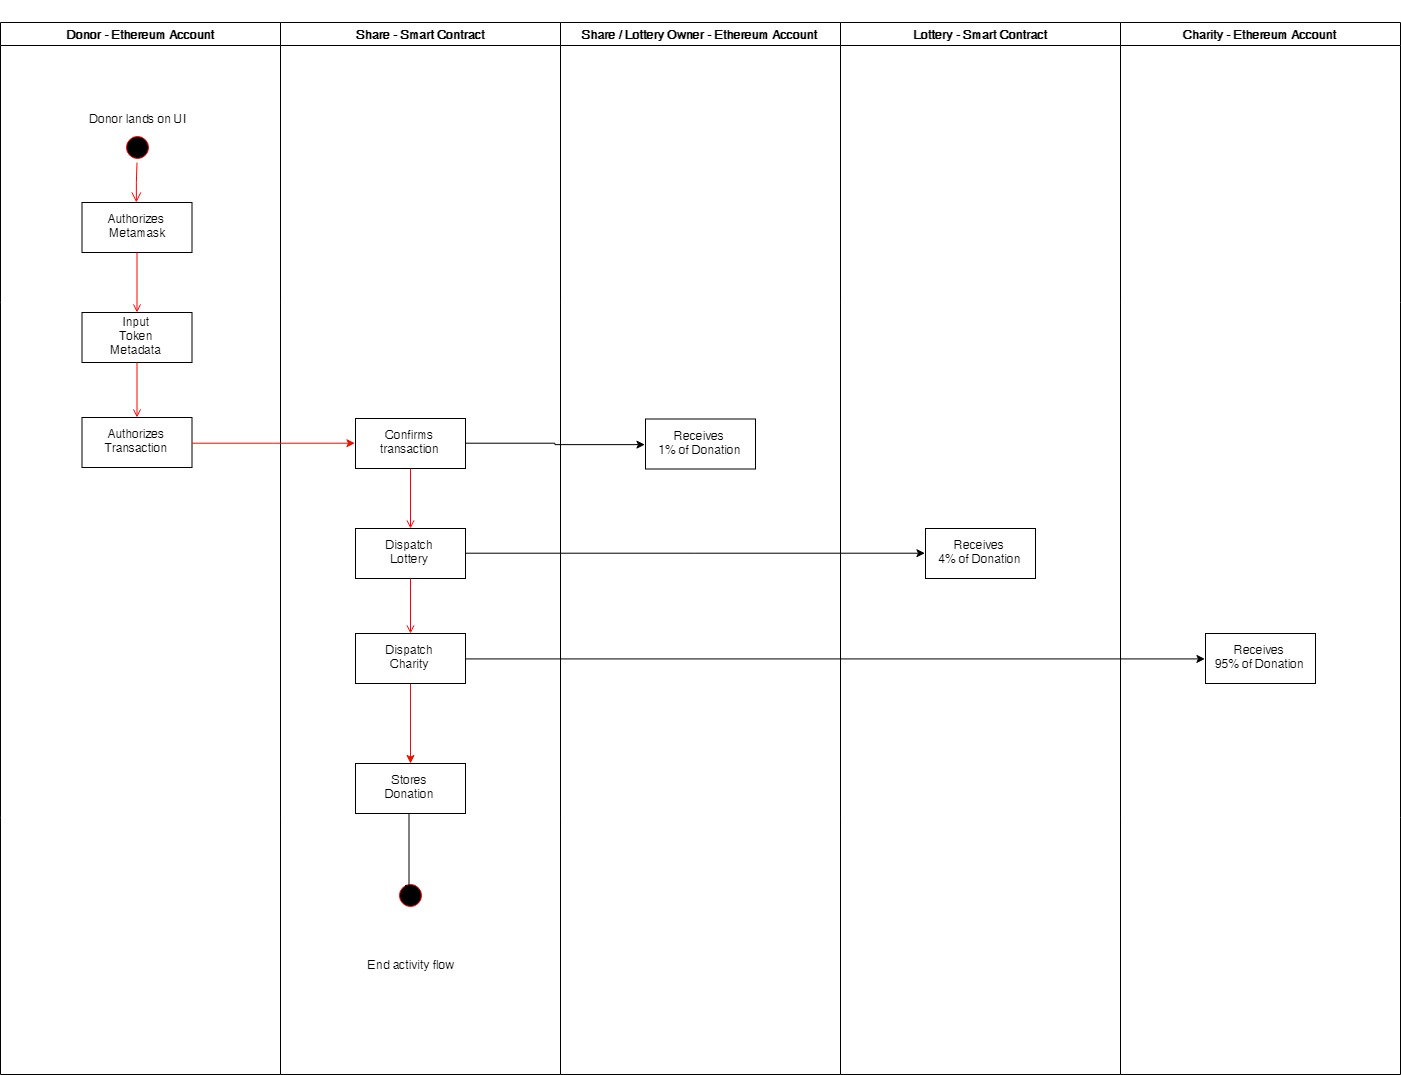 Donor - Ethereum Account
Share - Smart Contract
Share / Lottery Owner - Ethereum Account
Lottery - Smart Contract
Charity - Ethereum Account
Donor lands on UI
Authorizes
Metamask
Input
Token
Metadata
Authorizes
Transaction
Confirms
transaction
Receives
1% of Donation
Dispatch
Lottery
Receives
4% of Donation
Dispatch
Charity
Receives
95% of Donation
Stores
Donation
End activity flow